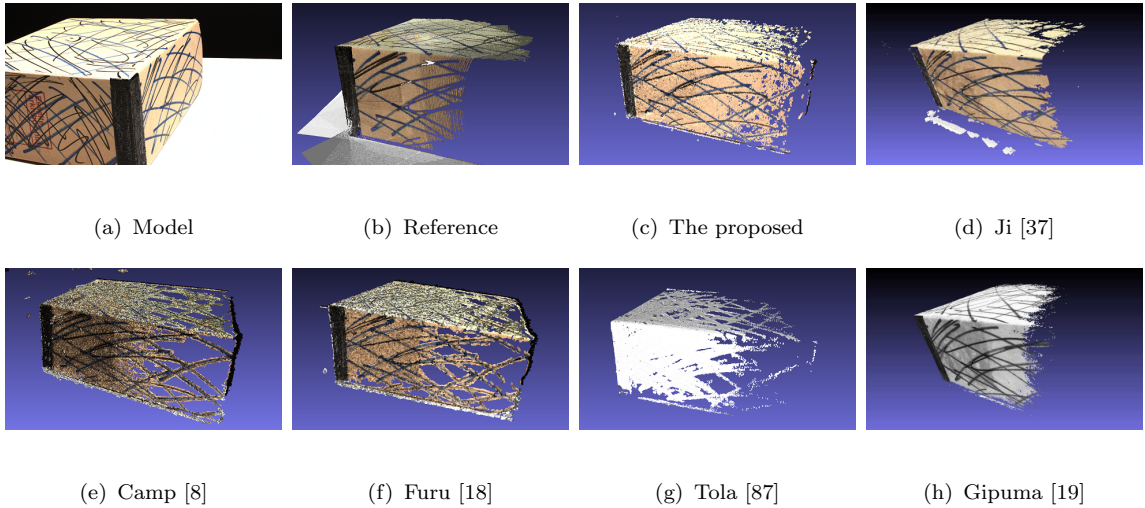 (a) Model
(b) Reference
(c) The proposed
(d) Ji [37]
(e) Camp [8]
(f) Furu [18]
(g) Tola [87]
(h) Gipuma [19]